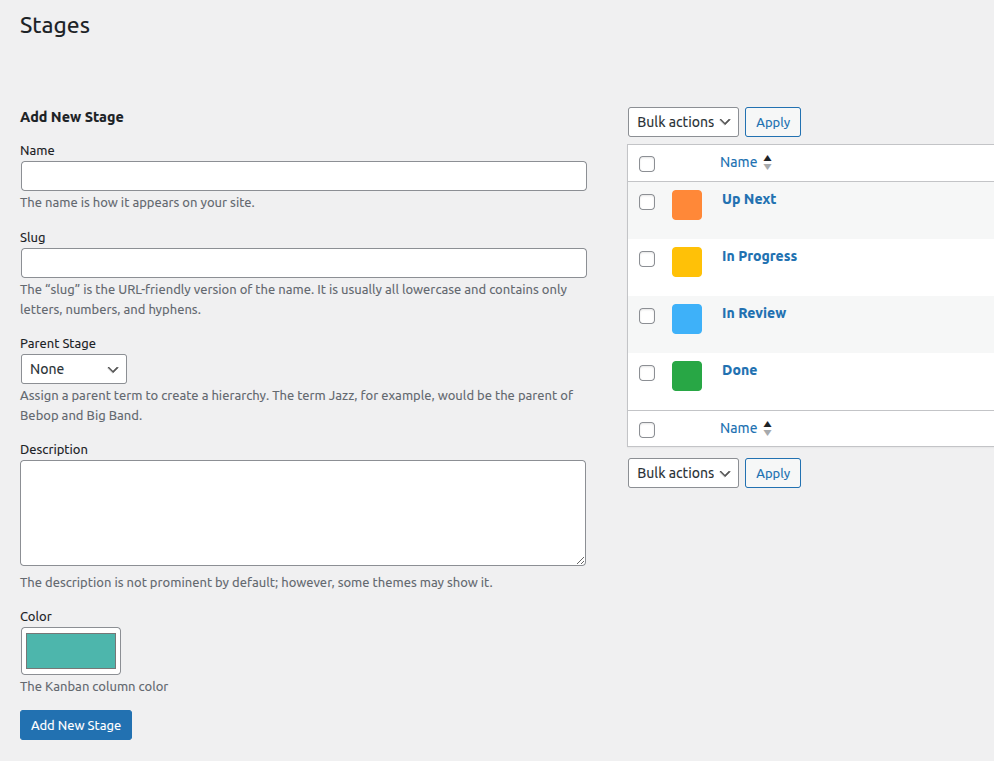 Stages
Add New Stage
Name
The name is how it appears on your site.
Slug
The “slug” is the URL-friendly version of the name. It is usually all lowercase and contains only
letters, numbers, and hyphens.
Parent Stage
None
Assign a parent term to create a hierarchy. The term Jazz, for example, would be the parent of
Bebop and Big Band.
Description
The description is not prominent by default; however, some themes may show it.
Color
The Kanban column color
Add New Stage
Bulk actions Apply
Name
Up Next
In Progress
In Review
Done
Name
Bulk actions Apply